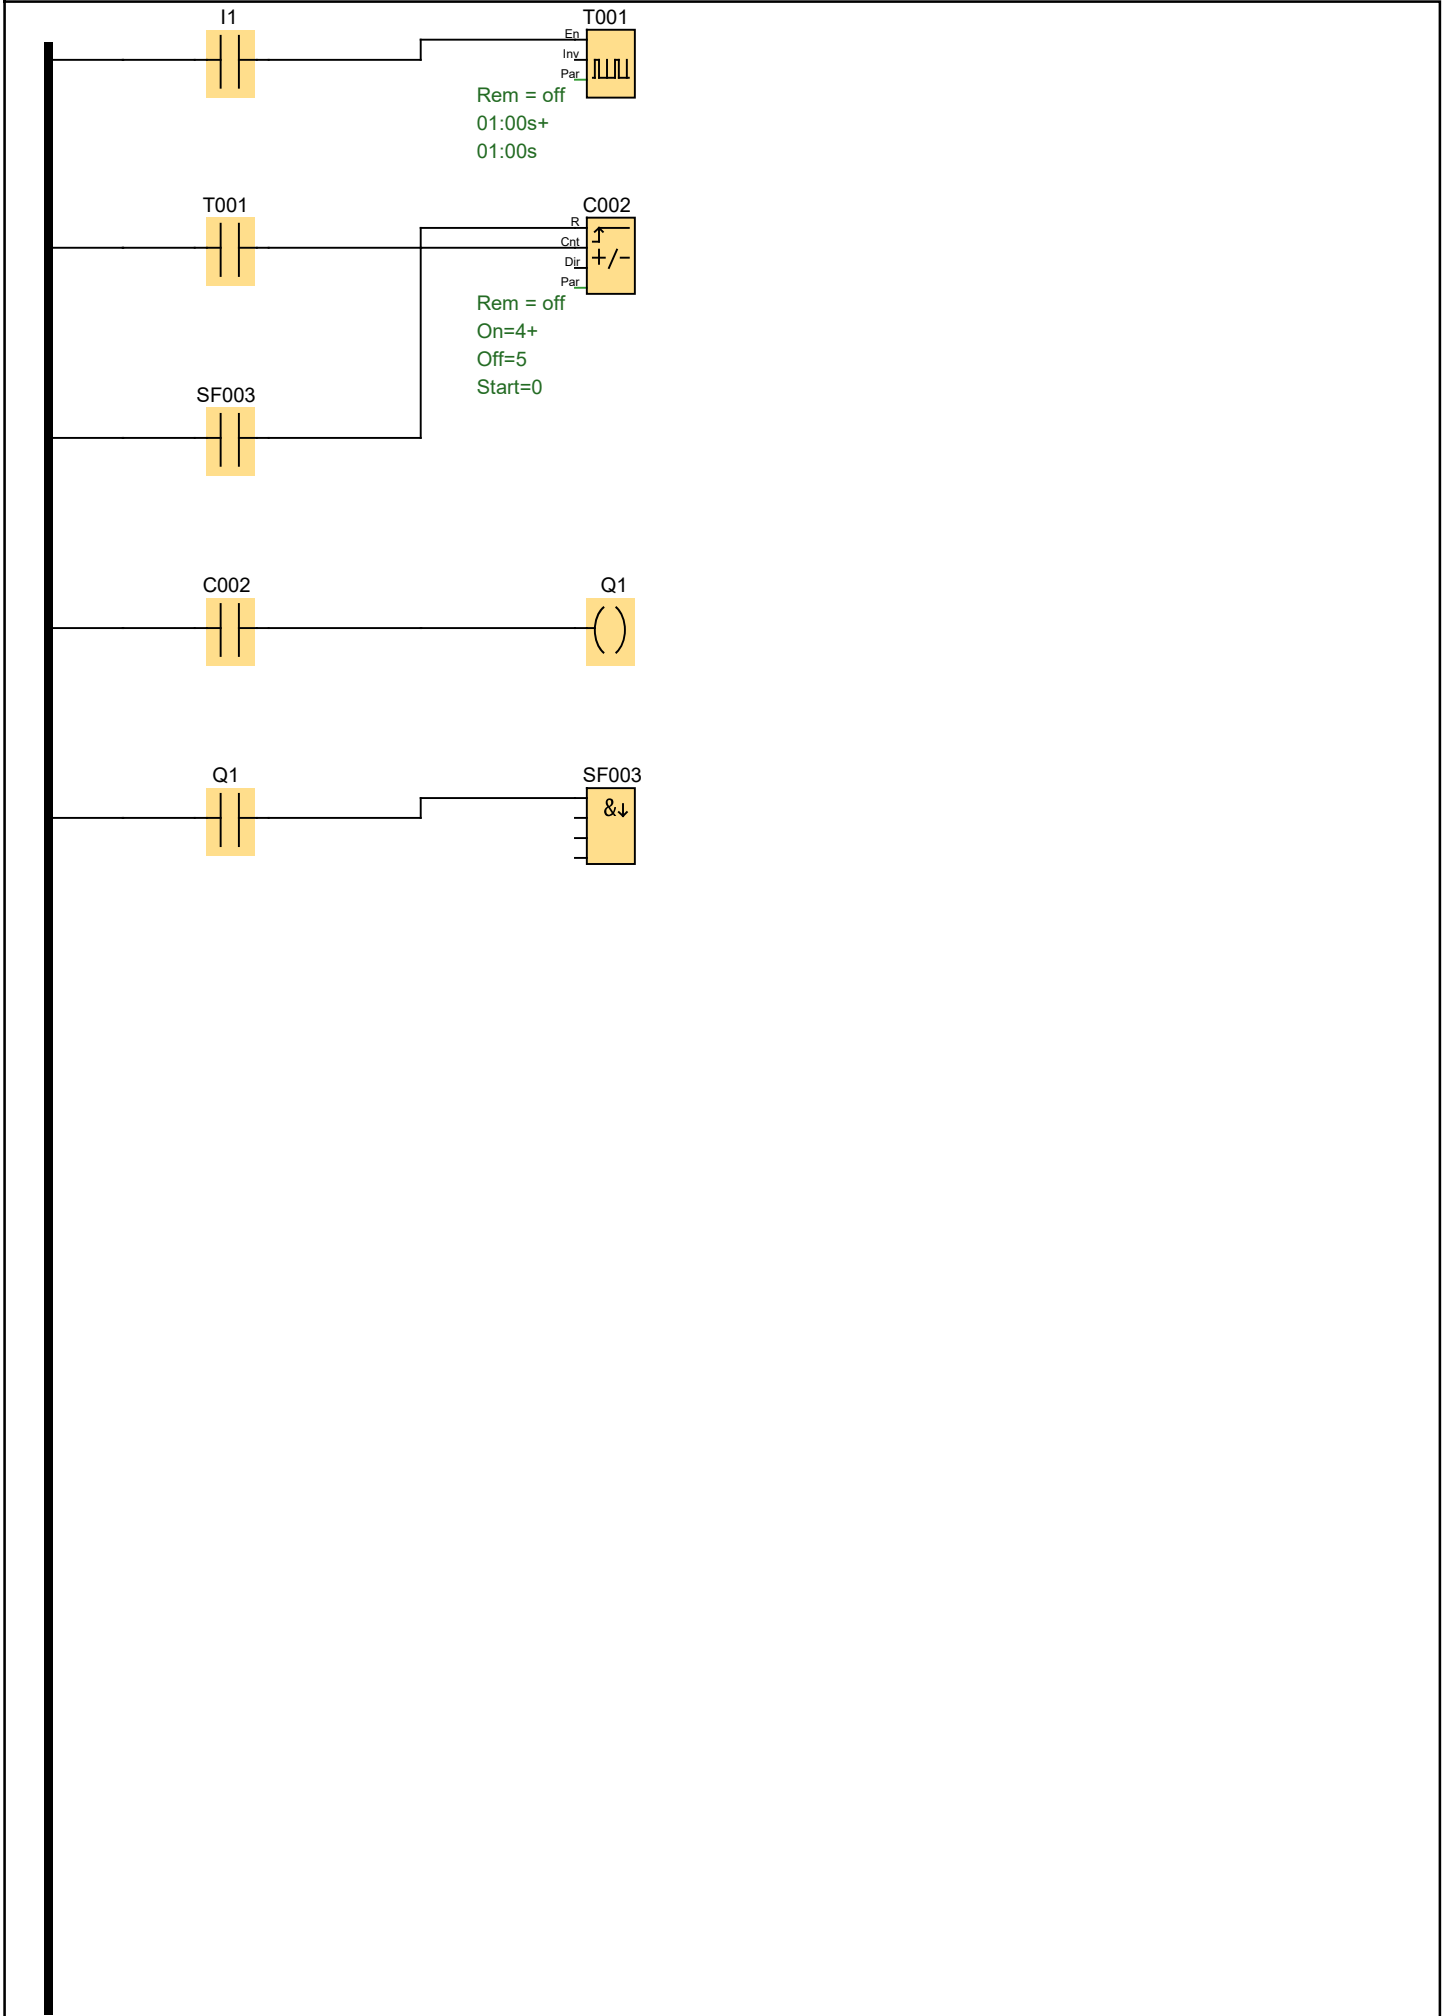 I1
T001
En
Inv
Par
Rem = off
01:00s+
01:00s
T001
C002
R
Cnt
Dir
Par
+/−
Rem = off
On=4+
Off=5
Start=0
SF003
C002
Q1
Q1
SF003
&↓